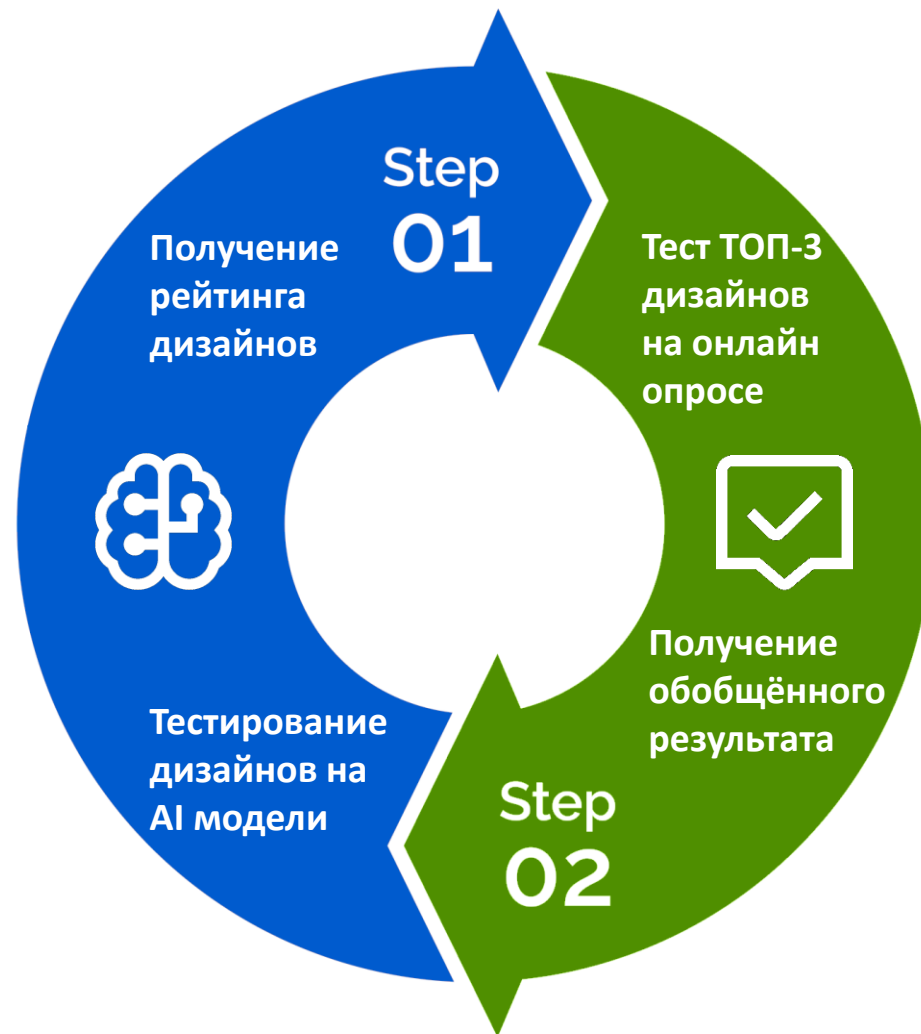 Step
01
Получение
рейтинга
дизайнов
Тест ТОП-3
дизайнов
на онлайн
опросе
Получение
обобщённого
результата
Тестирование
дизайнов на
AI модели
Step
02